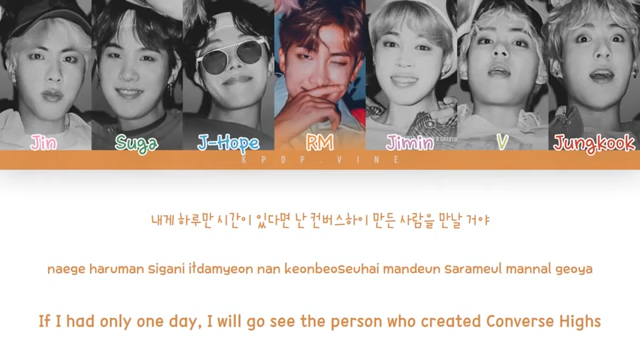 Jin Suga J-Hope RM Jimin V Jungkook
KPOP.VINE
내게 하루만 시간이 있다면 난 컨버스하이 만든 사람을 만날 거야
naege haruman sigani itdamyeon nan keonbeoseuhai mandeun sarameul mannal geoya
If I had only one day, I will go see the person who created Converse Highs